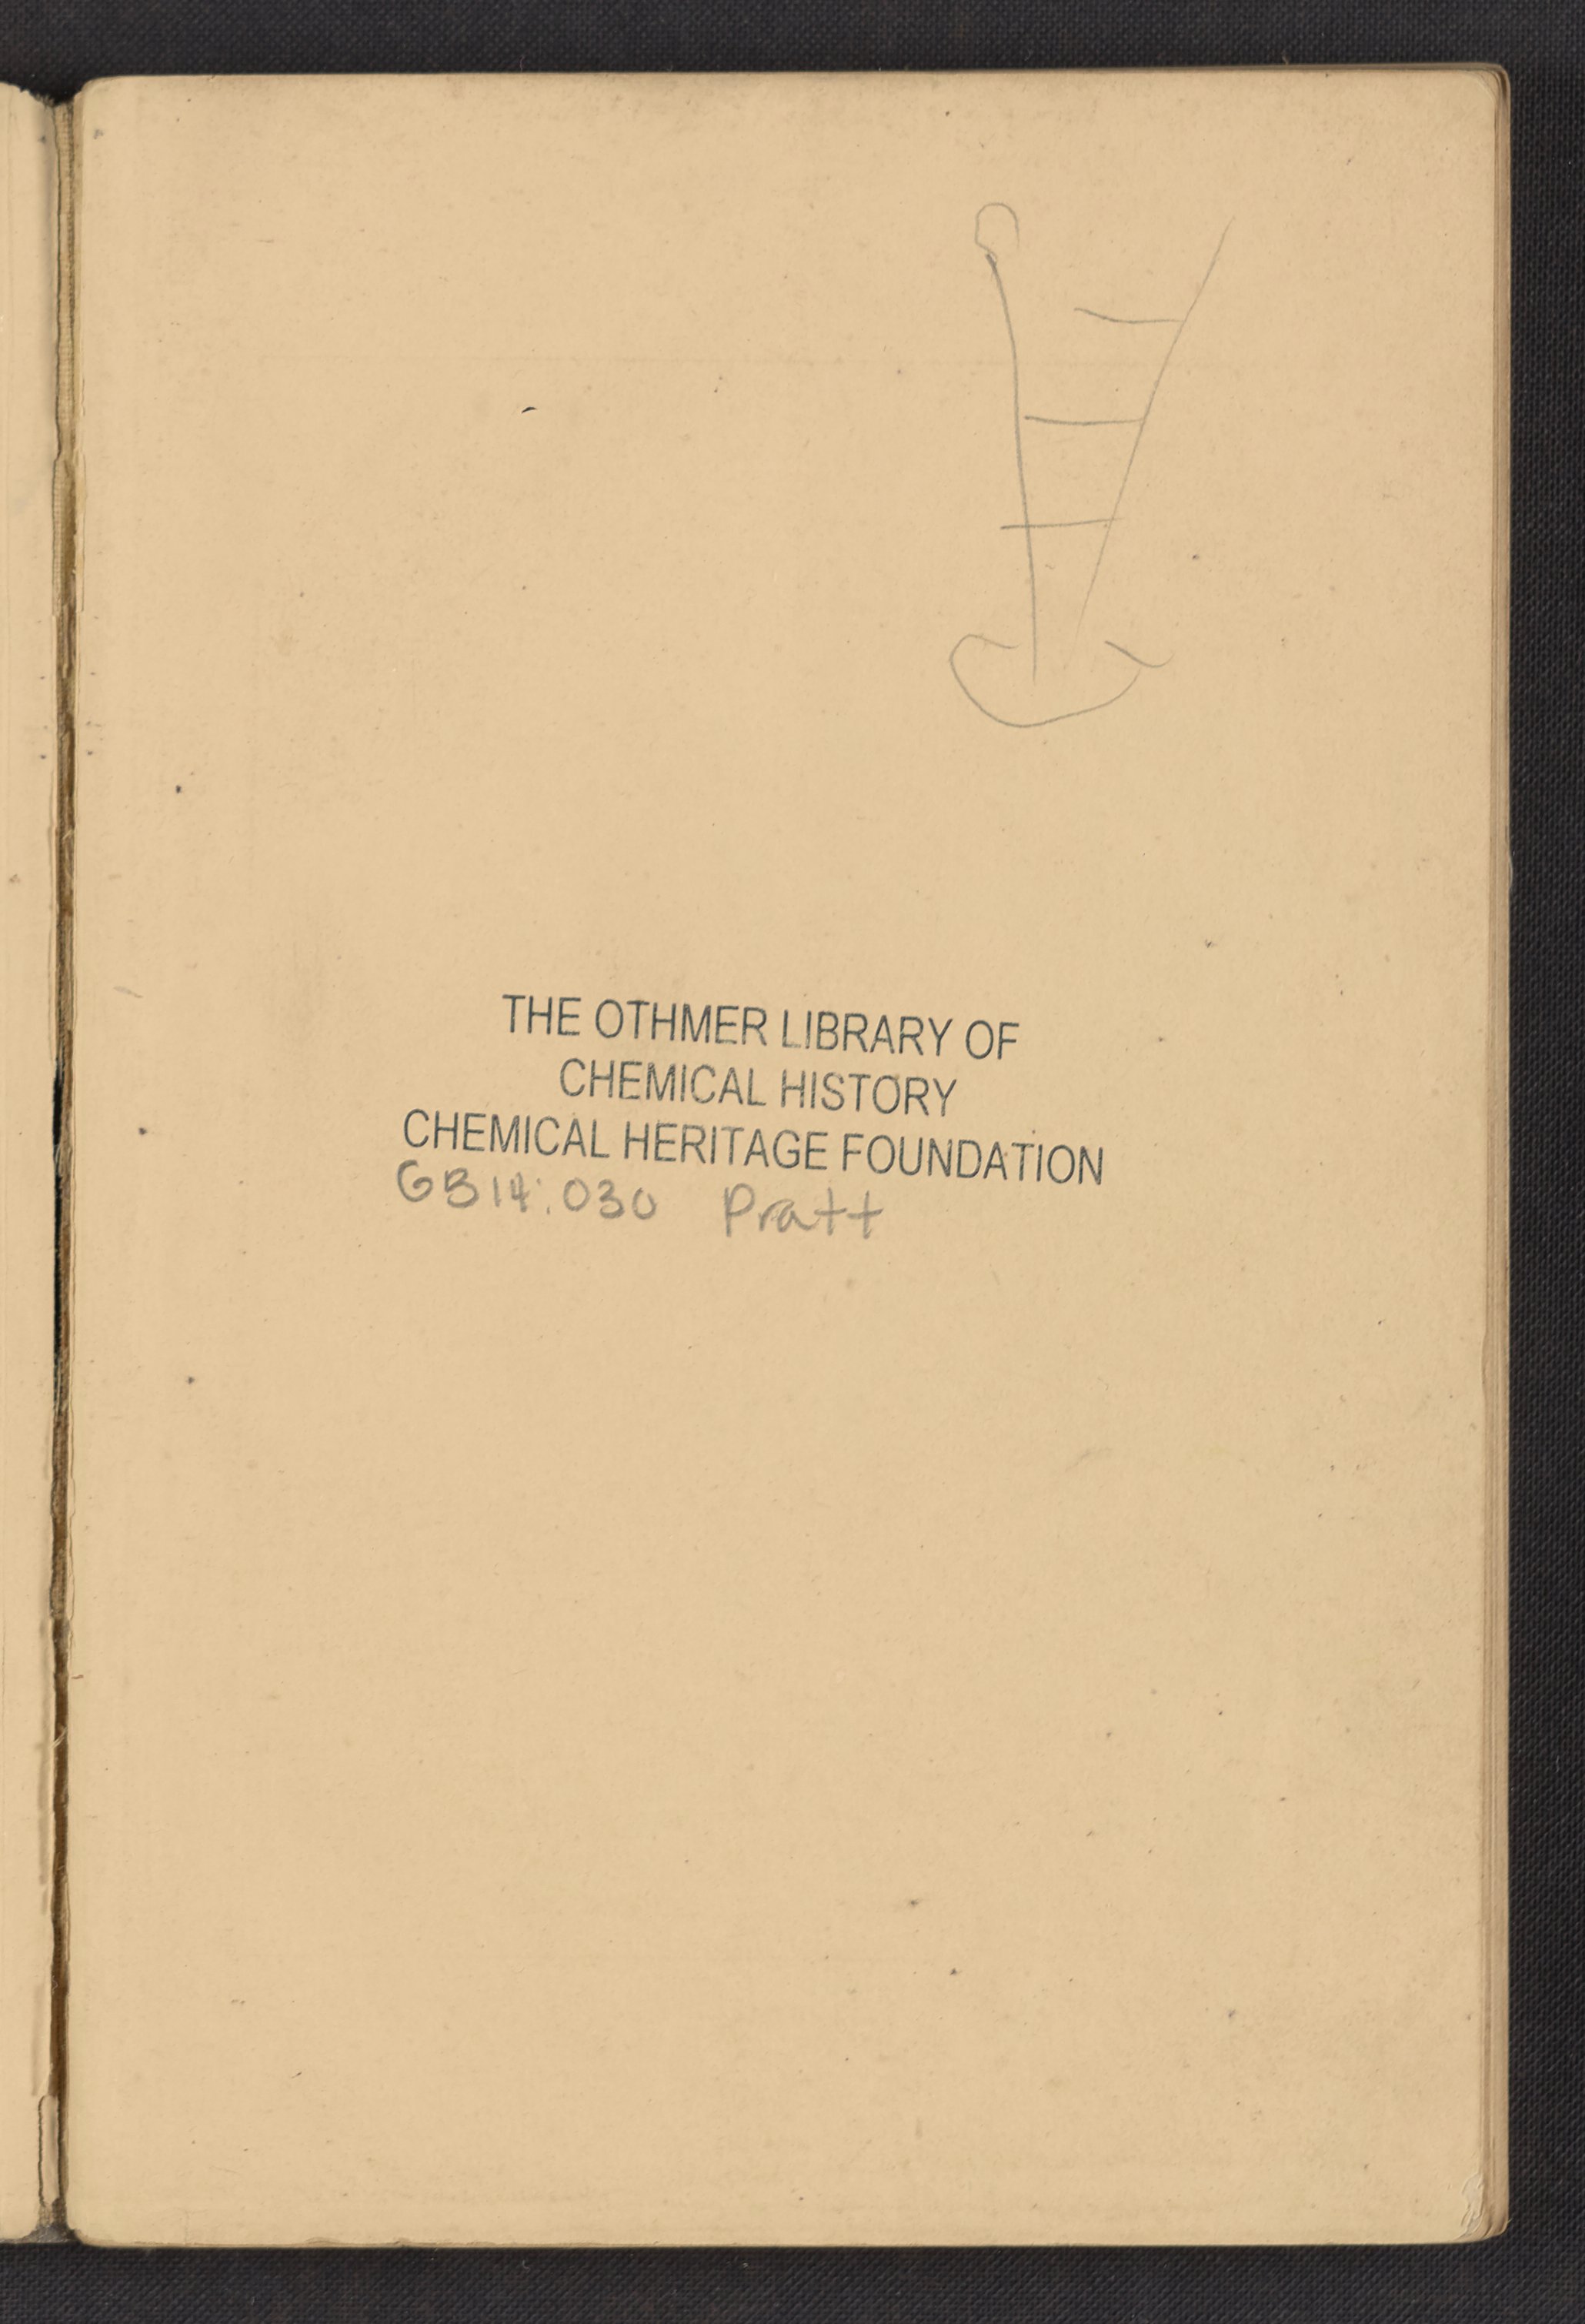 THE OTHMER LIBRARY OF
CHEMICAL HISTORY
CHEMICAL HERITAGE FOUNDATION
GB14:030 Pratt